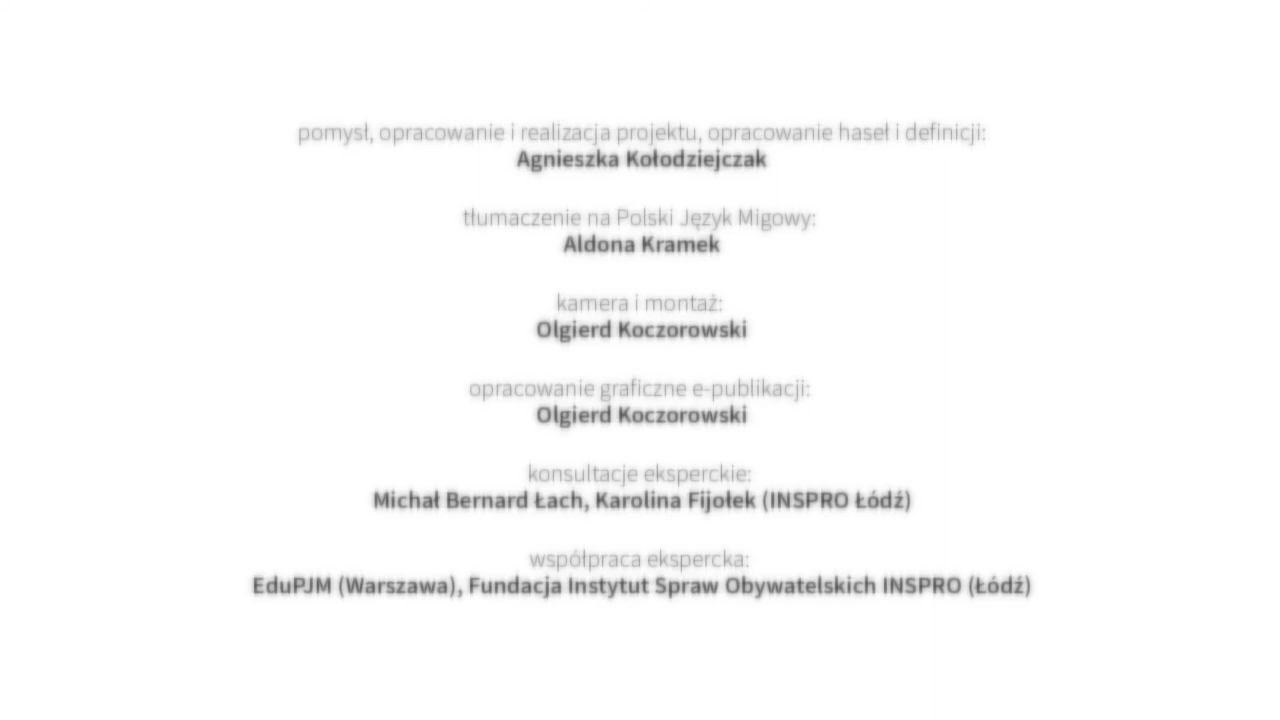 pomysł, opracowanie i realizacja projektu, opracowanie haseł i definicji:
Agnieszka Kołodziejczak
tłumaczenie na Polski Język Migowy:
Aldona Kramek
kamera i montaż:
Olgierd Koczorowski
opracowanie graficzne e-publikacji:
Olgierd Koczorowski
konsultacje eksperckie:
Michał Bernard Łach, Karolina Fijołek (INSPRO Łódź)
współpraca ekspercka:
EduPJM (Warszawa), Fundacja Instytut Spraw Obywatelskich INSPRO (Łódź)